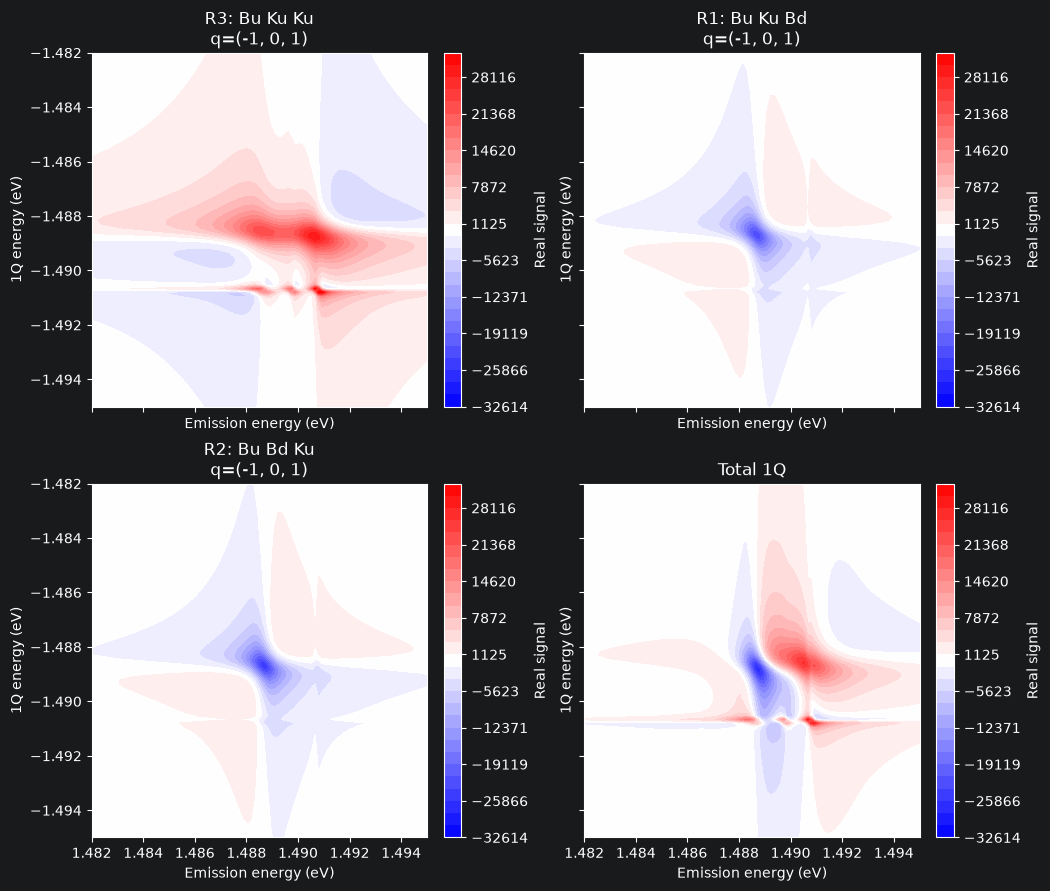 R3: Bu Ku Ku
q=(-1, 0, 1)
−1.482
−1.484
−1.486
−1.488
−1.490
−1.492
−1.494
1Q energy (eV)
Emission energy (eV)
28116
21368
14620
7872
1125
−5623
−12371
−19119
−25866
−32614
Real signal
R1: Bu Ku Bd
q=(-1, 0, 1)
1Q energy (eV)
Emission energy (eV)
28116
21368
14620
7872
1125
−5623
−12371
−19119
−25866
−32614
Real signal
R2: Bu Bd Ku
q=(-1, 0, 1)
−1.482
−1.484
−1.486
−1.488
−1.490
−1.492
−1.494
1Q energy (eV)
1.482 1.484 1.486 1.488 1.490 1.492 1.494
Emission energy (eV)
28116
21368
14620
7872
1125
−5623
−12371
−19119
−25866
−32614
Real signal
Total 1Q
1Q energy (eV)
1.482 1.484 1.486 1.488 1.490 1.492 1.494
Emission energy (eV)
28116
21368
14620
7872
1125
−5623
−12371
−19119
−25866
−32614
Real signal